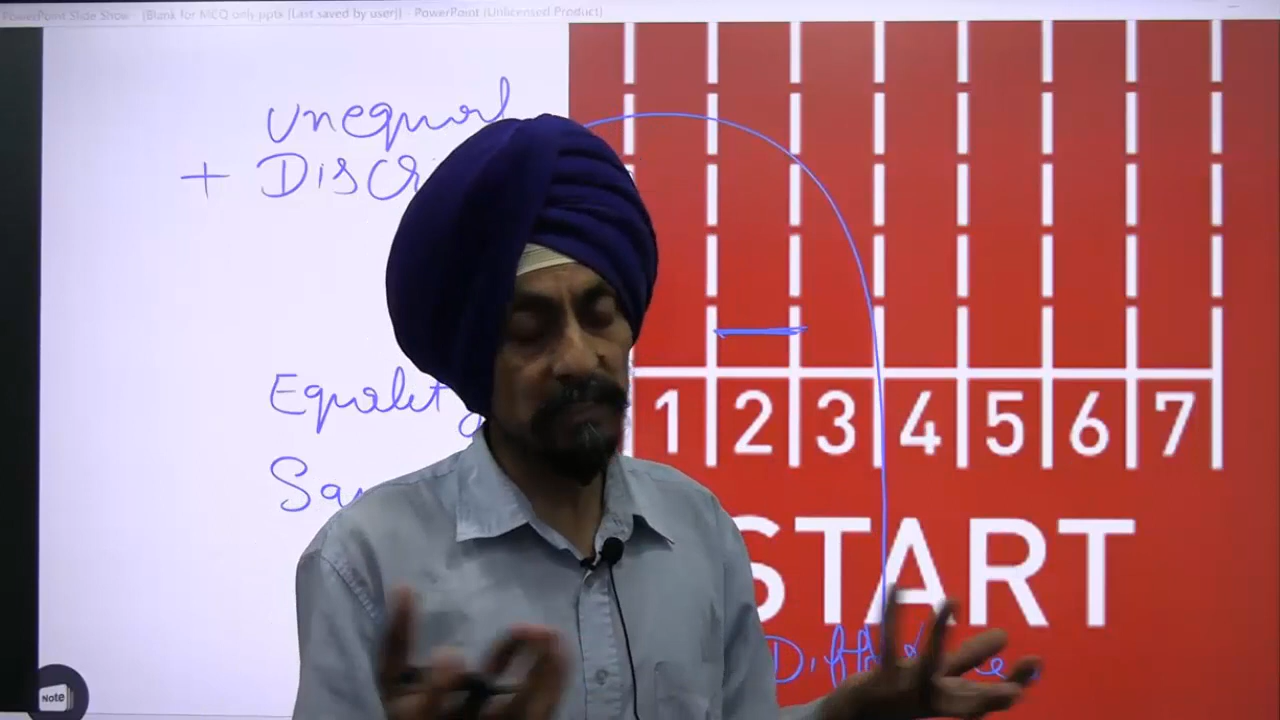 PowerPoint Slide Show - [Blank for MCQ only.pptx [Last saved by user]] - PowerPoint (Unlicensed Product)
unequal
+ Discri
Equality
Sa
1 2 3 4 5 6 7
START
Note